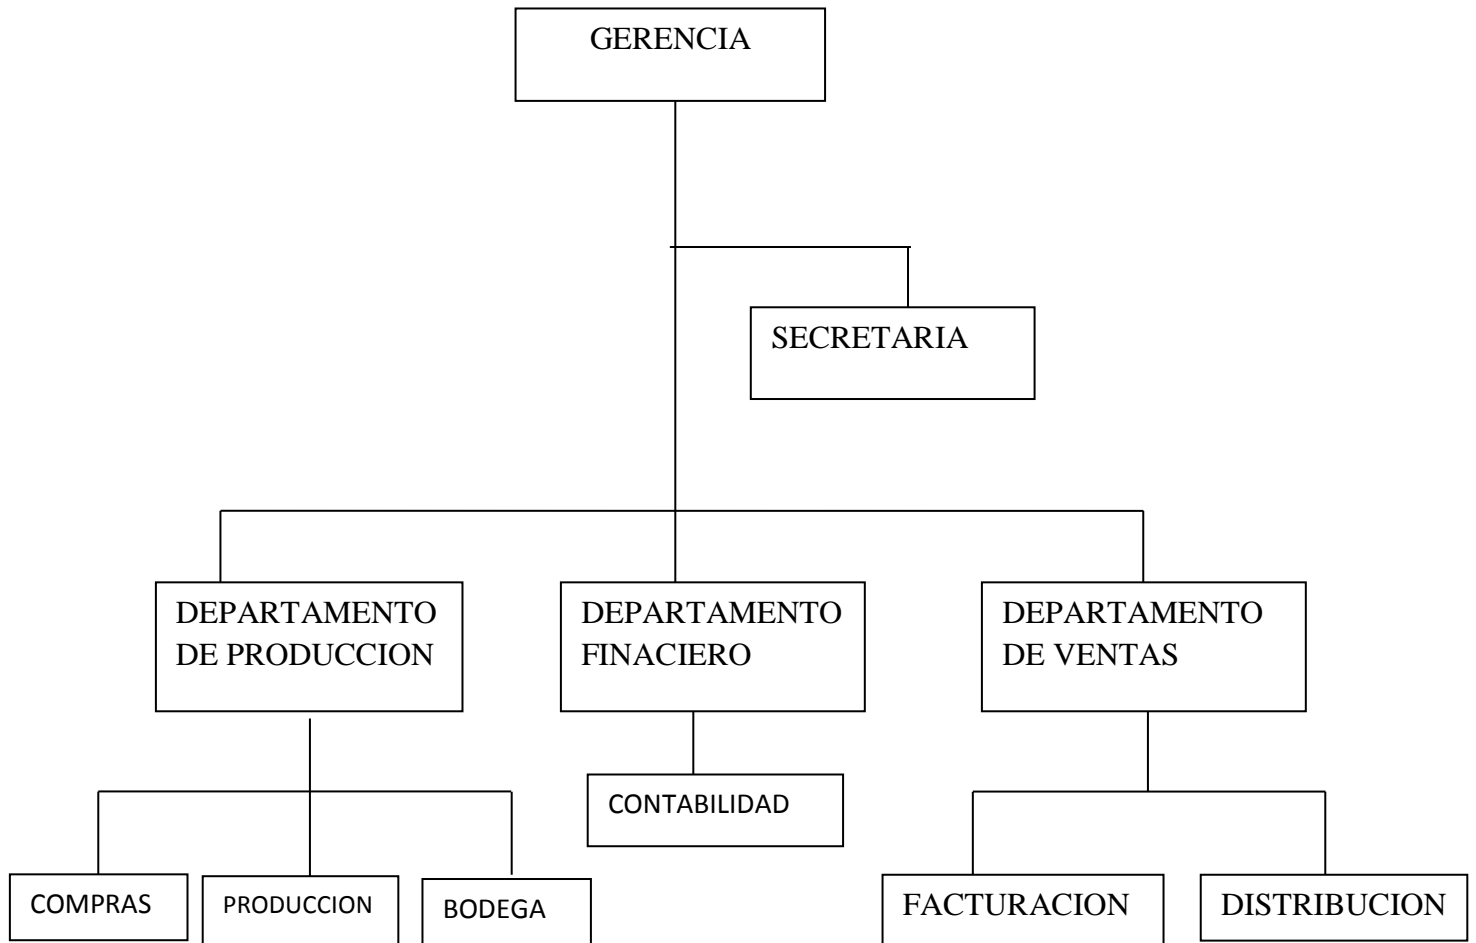 GERENCIA
SECRETARIA
DEPARTAMENTO
DE PRODUCCION
DEPARTAMENTO
FINACIERO
DEPARTAMENTO
DE VENTAS
CONTABILIDAD
COMPRAS
PRODUCCION
BODEGA
FACTURACION
DISTRIBUCION